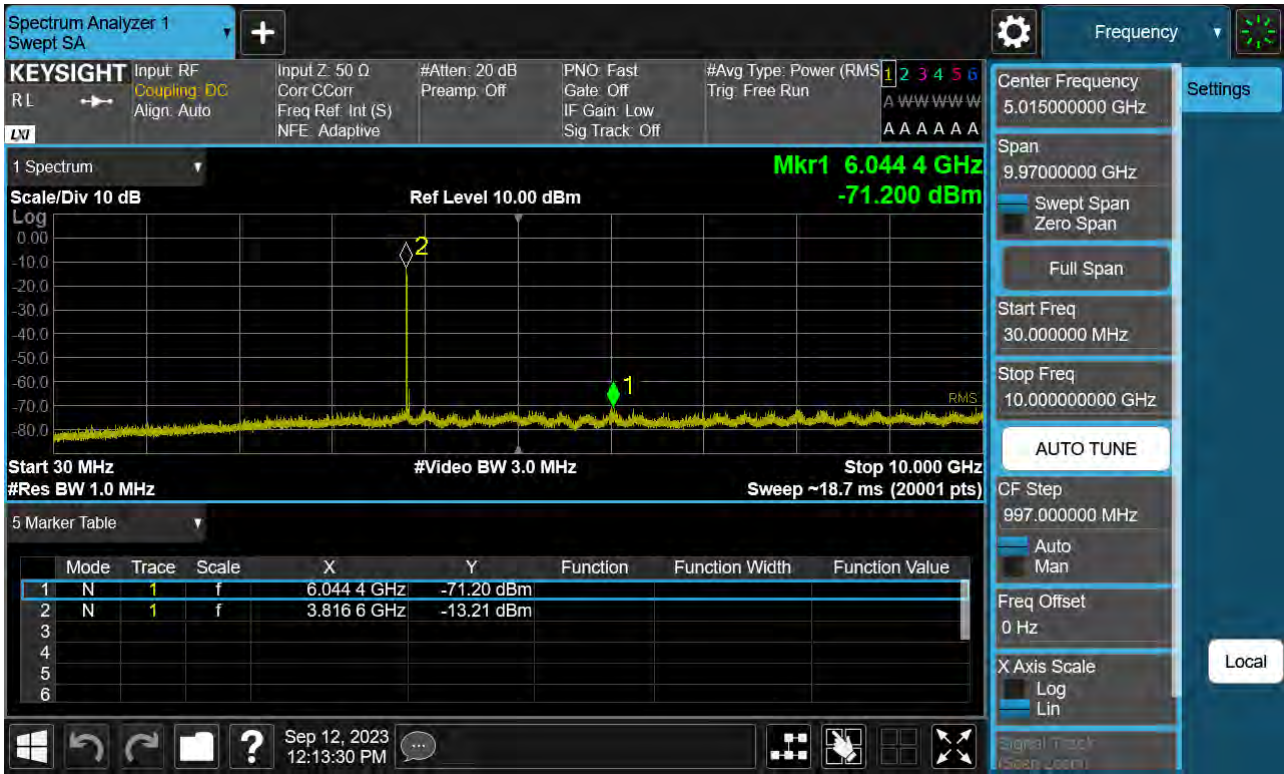 Spectrum Analyzer 1
Swept SA
+
Frequency
KEYSIGHT
RL
LXI
Input: RF
Coupling: DC
Align: Auto
Input Z: 50 Ω
Corr CCorr
Freq Ref: Int (S)
NFE: Adaptive
#Atten: 20 dB
Preamp: Off
PNO: Fast
Gate: Off
IF Gain: Low
Sig Track: Off
#Avg Type: Power (RMS
Trig: Free Run
1 2 3 4 5 6
A W W W W W
A A A A A A
1 Spectrum
Mkr1 6.044 4 GHz
-71.200 dBm
Scale/Div 10 dB
Ref Level 10.00 dBm
Log
0.00
-10.0
-20.0
-30.0
-40.0
-50.0
-60.0
-70.0
-80.0
2
1
RMS
Start 30 MHz
#Video BW 3.0 MHz
Stop 10.000 GHz
#Res BW 1.0 MHz
Sweep ~18.7 ms (20001 pts)
5 Marker Table
Mode Trace Scale X Y Function Function Width Function Value
1 N 1 f 6.044 4 GHz -71.20 dBm
2 N 1 f 3.816 6 GHz -13.21 dBm
3
4
5
6
Sep 12, 2023
12:13:30 PM
Center Frequency
5.015000000 GHz
Settings
Span
9.97000000 GHz
Swept Span
Zero Span
Full Span
Start Freq
30.000000 MHz
Stop Freq
10.000000000 GHz
AUTO TUNE
CF Step
997.000000 MHz
Auto
Man
Freq Offset
0 Hz
X Axis Scale
Log
Lin
Signal Track
(Span Zoom)
Local